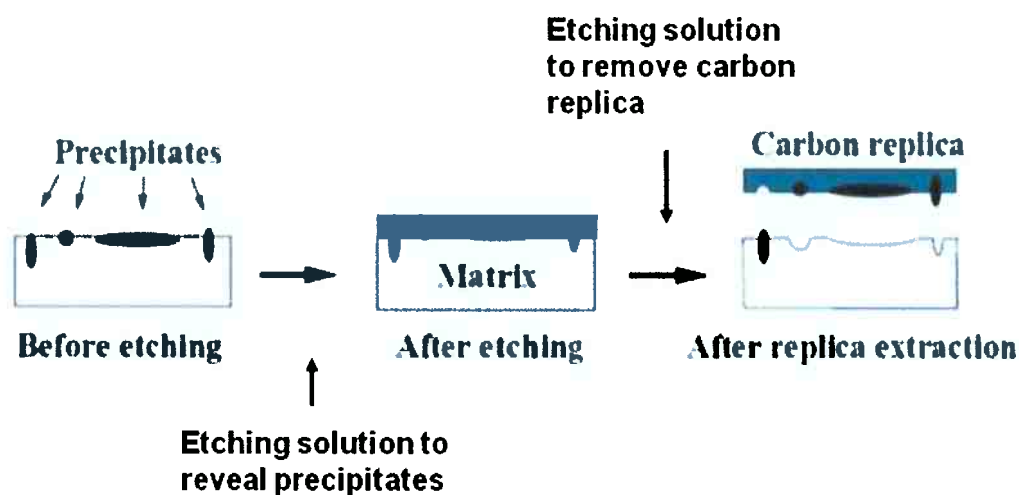 Etching solution
to remove carbon
replica
Precipitates
Carbon replica
Matrix
Before etching
After etching
After replica extraction
Etching solution to
reveal precipitates